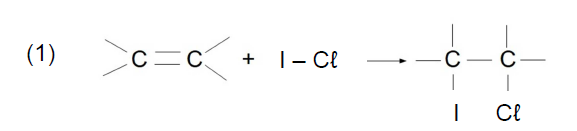 (1) C=C + I – Cℓ → C – C
I Cℓ